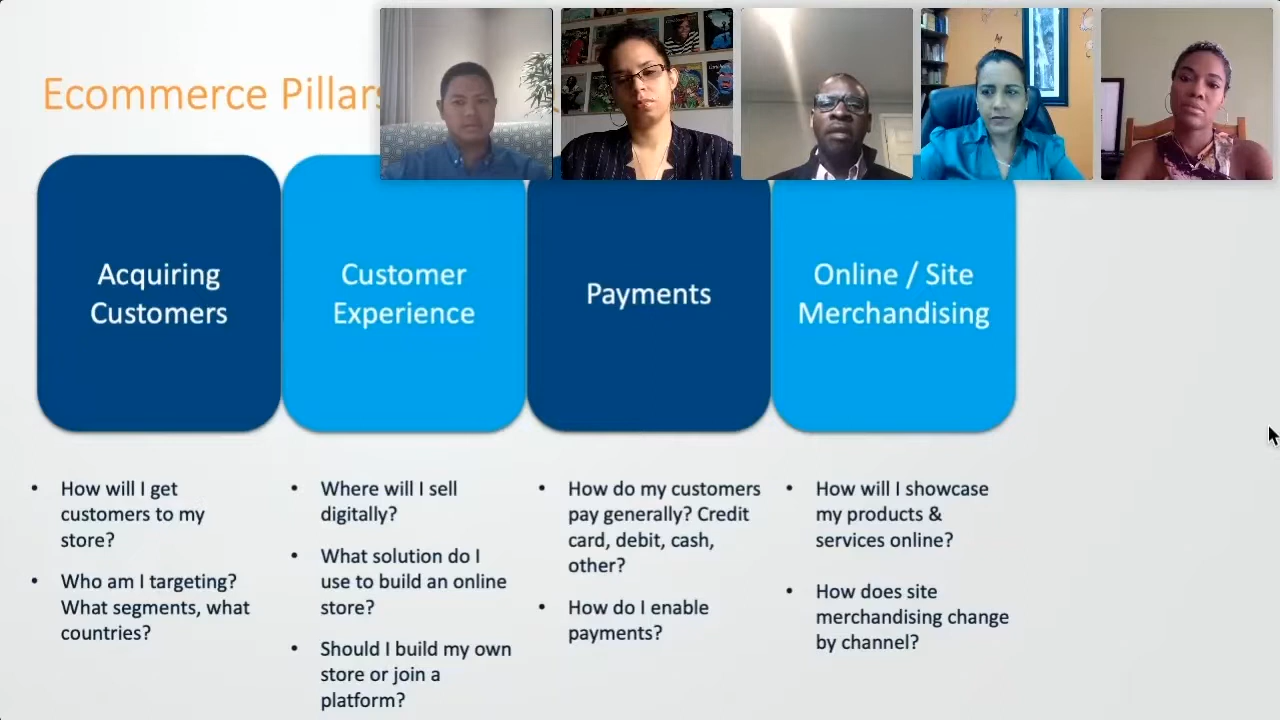 Ecommerce Pillars
Acquiring
Customers
Customer
Experience
Payments
Online / Site
Merchandising
• How will I get
customers to my
store?
• Who am I targeting?
What segments, what
countries?
• Where will I sell
digitally?
• What solution do I
use to build an online
store?
• Should I build my own
store or join a
platform?
• How do my customers
pay generally? Credit
card, debit, cash,
other?
• How do I enable
payments?
• How will I showcase
my products &
services online?
• How does site
merchandising change
by channel?